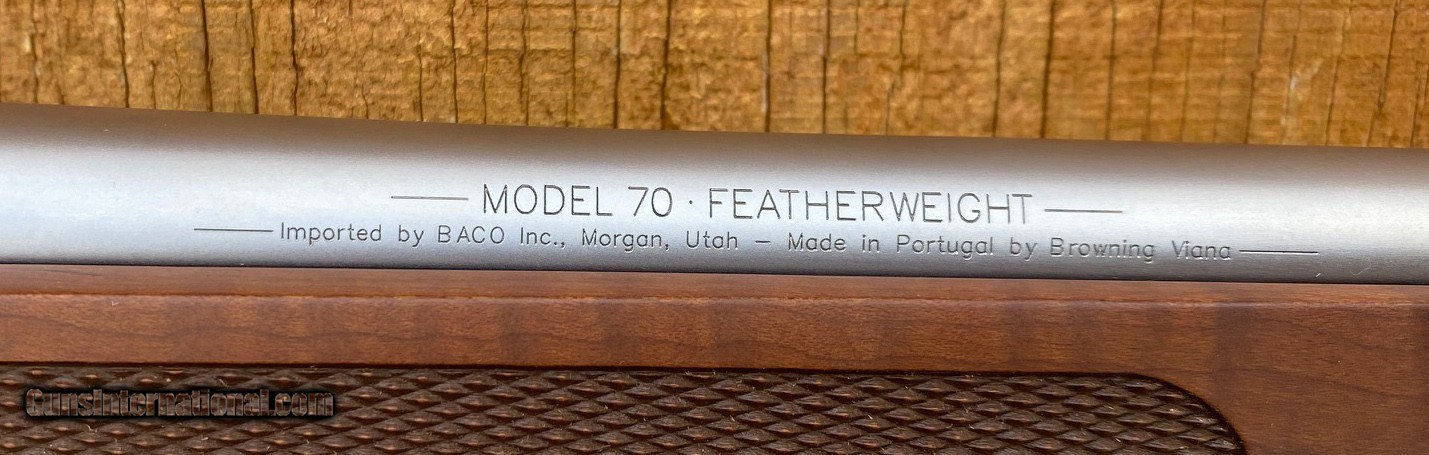 MODEL 70 · FEATHERWEIGHT
Imported by BACO Inc., Morgan, Utah — Made in Portugal by Browning Viana
GunsInternational.com